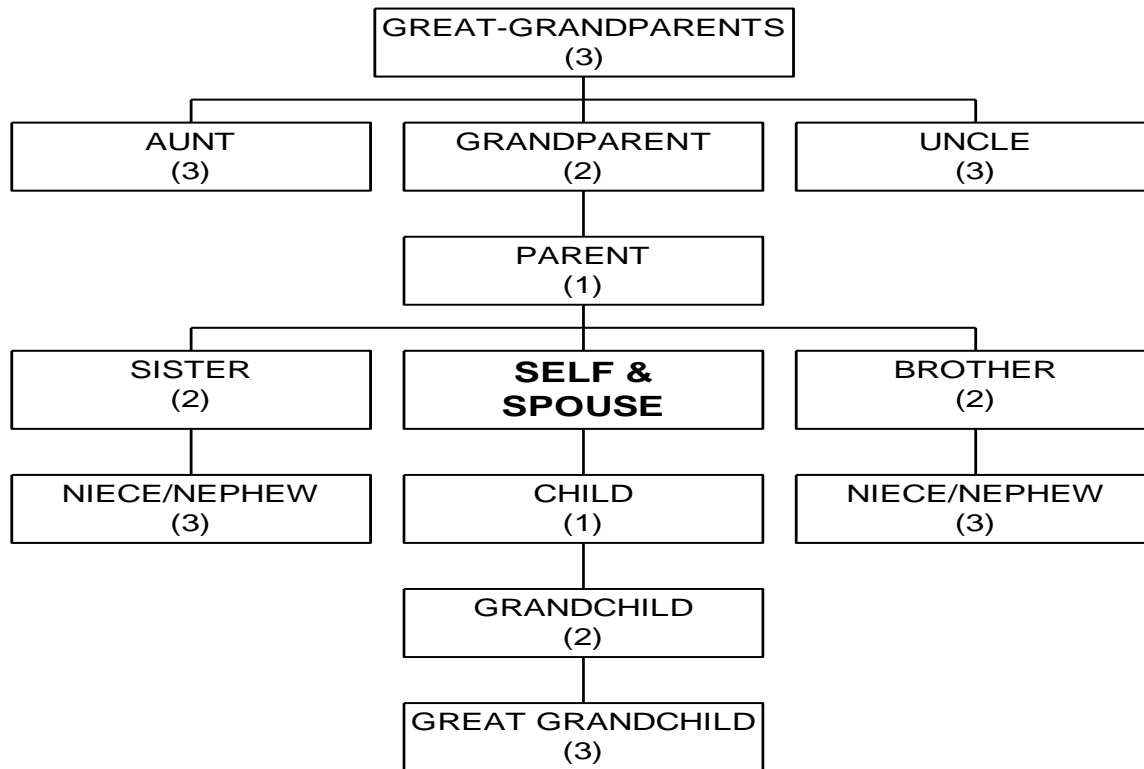 GREAT-GRANDPARENTS
(3)
AUNT
(3)
GRANDPARENT
(2)
UNCLE
(3)
PARENT
(1)
SISTER
(2)
SELF &
SPOUSE
BROTHER
(2)
NIECE/NEPHEW
(3)
CHILD
(1)
NIECE/NEPHEW
(3)
GRANDCHILD
(2)
GREAT GRANDCHILD
(3)